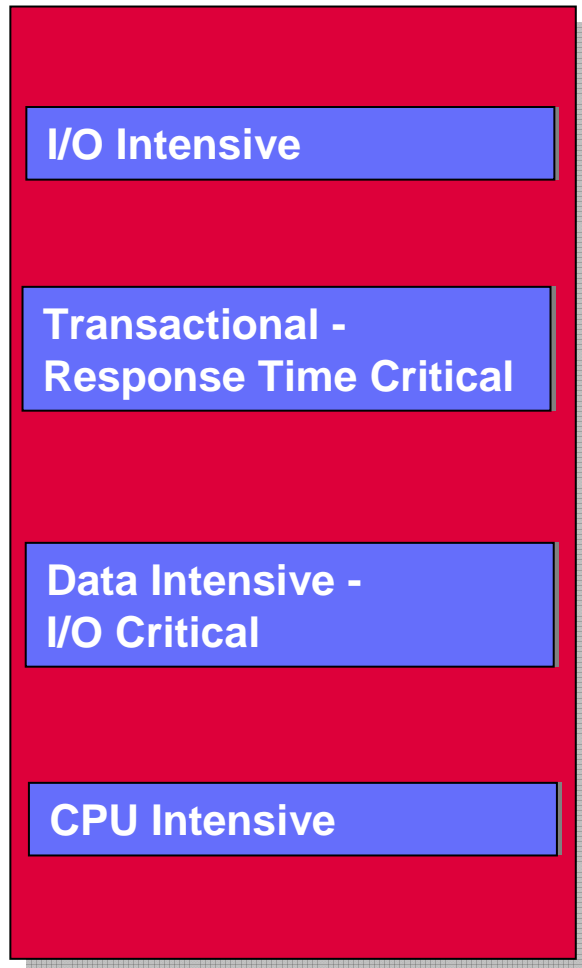 I/O Intensive
Transactional -
Response Time Critical
Data Intensive -
I/O Critical
CPU Intensive